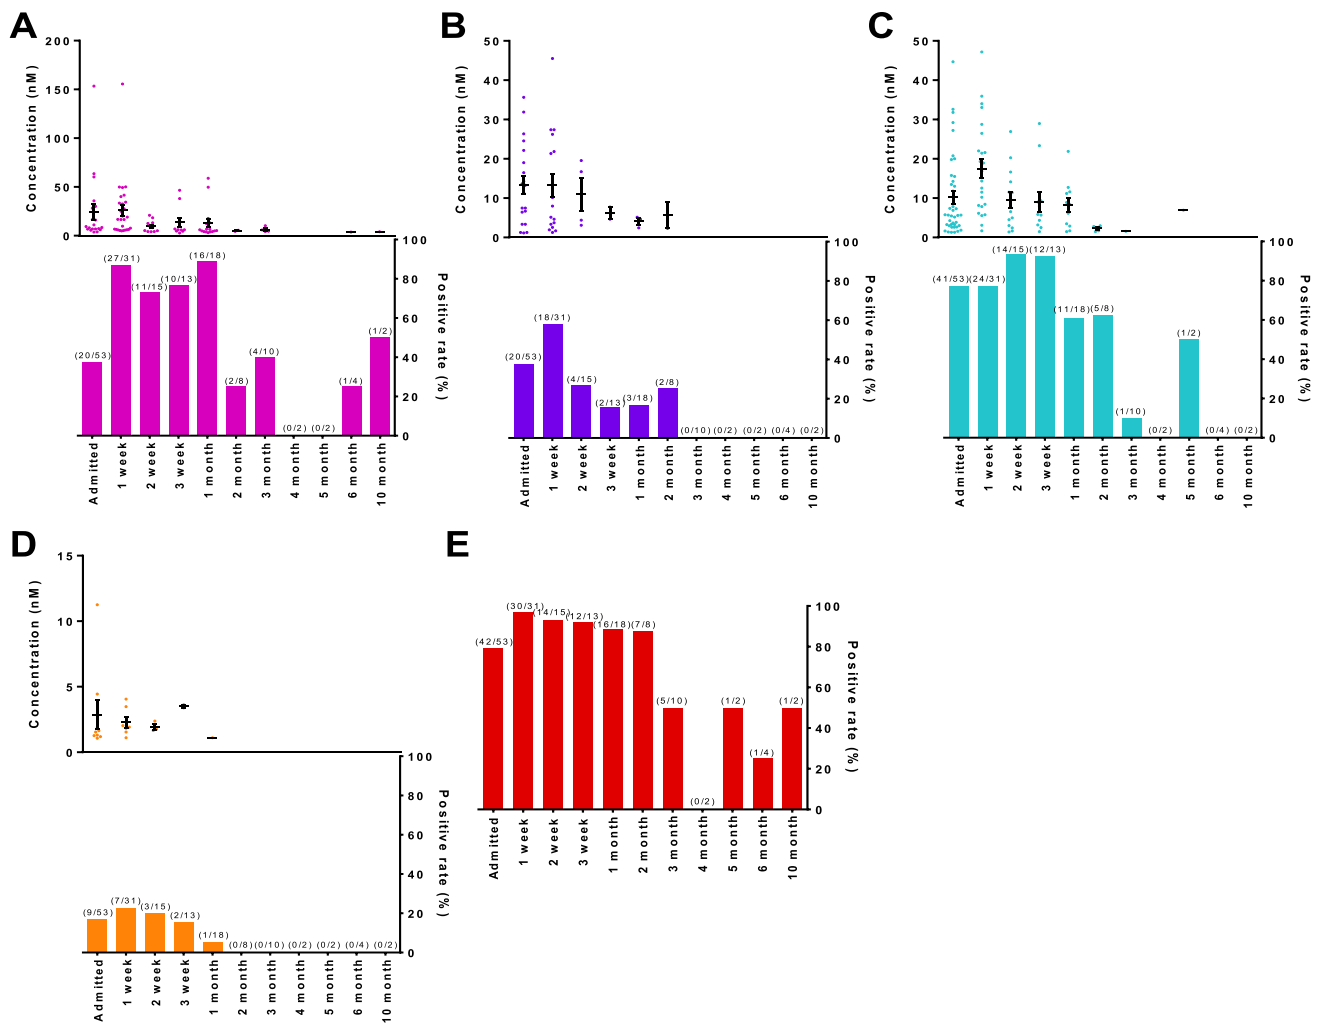 A
Concentration (nM)
200
150
100
50
0
100
80
60
40
20
0
Positive rate (%)
(20/53)
(27/31)
(11/15)
(10/13)
(16/18)
(2/8)
(4/10)
(0/2)
(0/2)
(1/4)
(1/2)
Admitted
1 week
2 week
3 week
1 month
2 month
3 month
4 month
5 month
6 month
10 month
B
Concentration (nM)
50
40
30
20
10
0
100
80
60
40
20
0
Positive rate (%)
(20/53)
(18/31)
(4/15)
(2/13)
(3/18)
(2/8)
(0/10)
(0/2)
(0/2)
(0/4)
(0/2)
Admitted
1 week
2 week
3 week
1 month
2 month
3 month
4 month
5 month
6 month
10 month
C
Concentration (nM)
50
40
30
20
10
0
100
80
60
40
20
0
Positive rate (%)
(41/53)
(24/31)
(14/15)
(12/13)
(11/18)
(5/8)
(1/10)
(0/2)
(1/2)
(0/4)
(0/2)
Admitted
1 week
2 week
3 week
1 month
2 month
3 month
4 month
5 month
6 month
10 month
D
Concentration (nM)
15
10
5
0
100
80
60
40
20
0
Positive rate (%)
(9/53)
(7/31)
(3/15)
(2/13)
(1/18)
(0/8)
(0/10)
(0/2)
(0/2)
(0/4)
(0/2)
Admitted
1 week
2 week
3 week
1 month
2 month
3 month
4 month
5 month
6 month
10 month
E
100
80
60
40
20
0
Positive rate (%)
(42/53)
(30/31)
(14/15)
(12/13)
(16/18)
(7/8)
(5/10)
(0/2)
(1/2)
(1/4)
(1/2)
Admitted
1 week
2 week
3 week
1 month
2 month
3 month
4 month
5 month
6 month
10 month